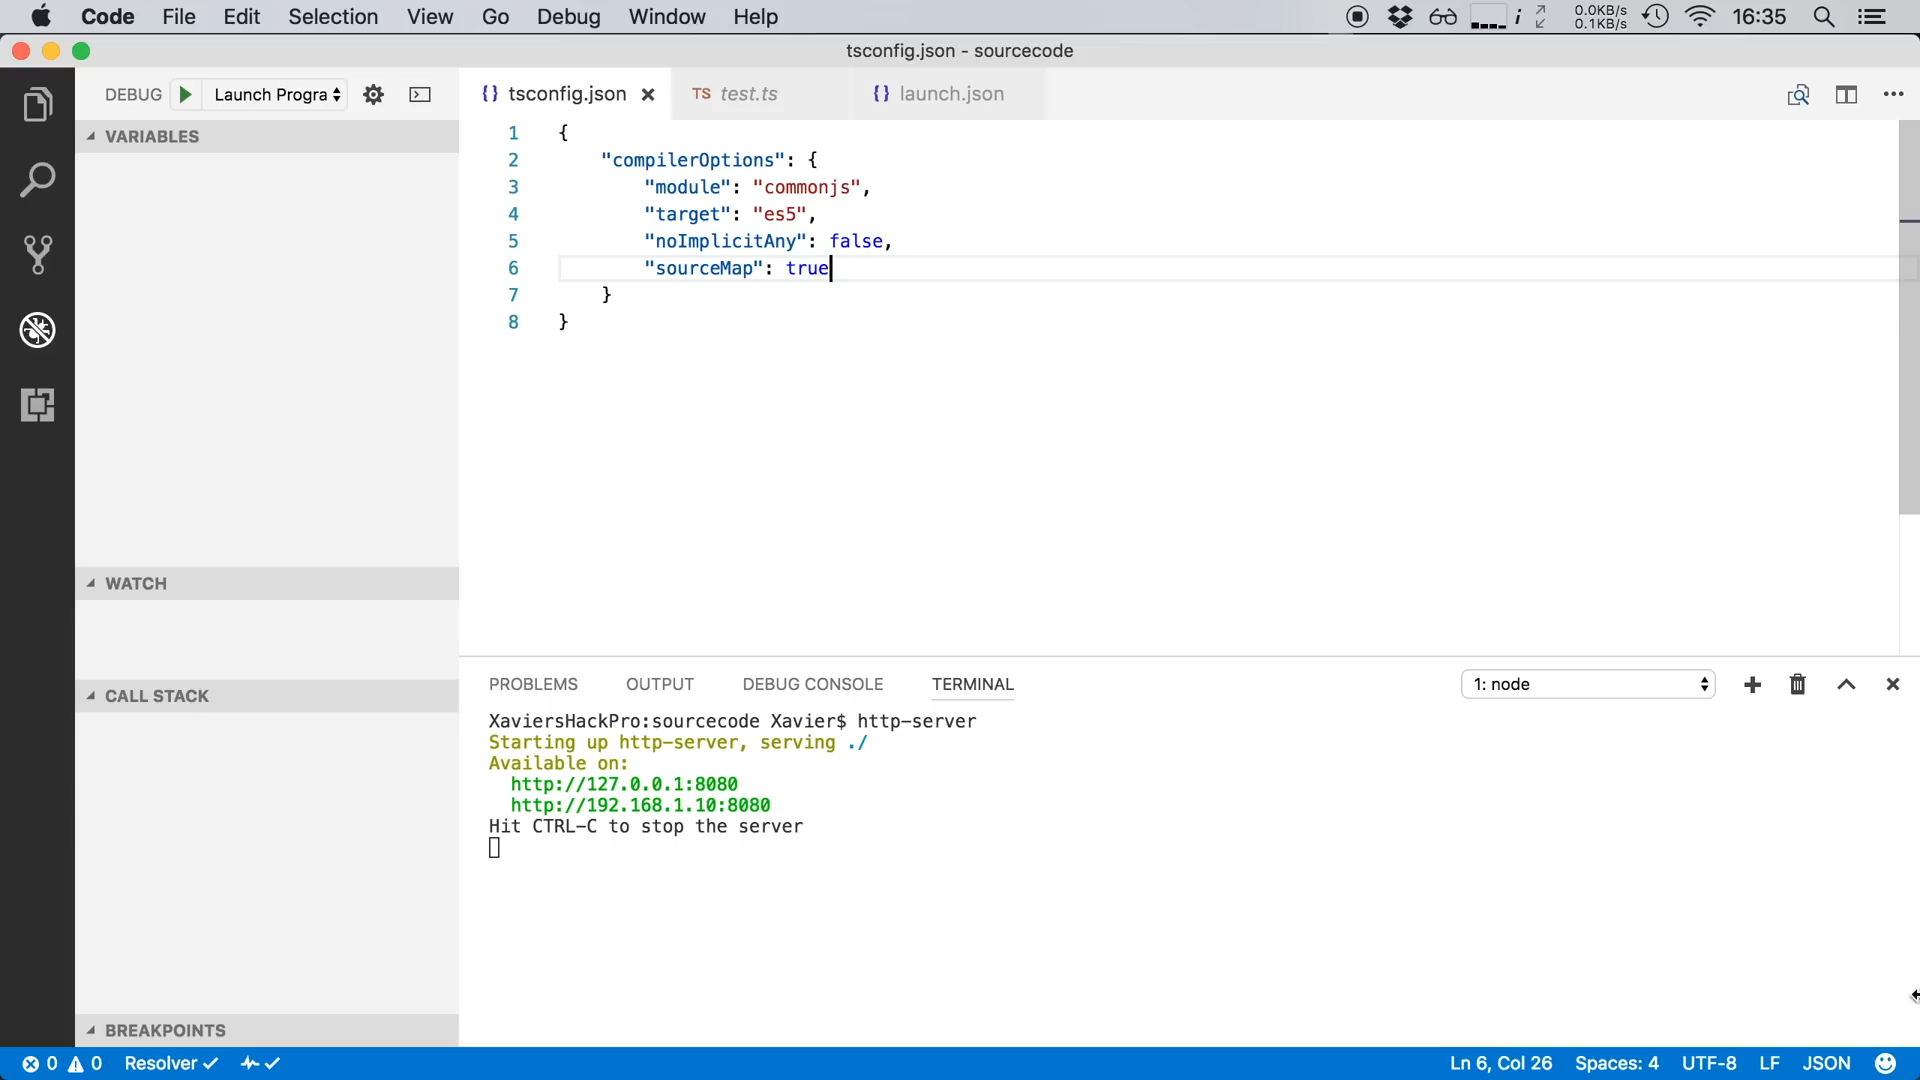 Code File Edit Selection View Go Debug Window Help
0.0KB/s
0.1KB/s
16:35
tsconfig.json - sourcecode
DEBUG Launch Progra
tsconfig.json
TS test.ts
launch.json
VARIABLES
WATCH
CALL STACK
BREAKPOINTS
1 {
2 "compilerOptions": {
3 "module": "commonjs",
4 "target": "es5",
5 "noImplicitAny": false,
6 "sourceMap": true
7 }
8 }
PROBLEMS OUTPUT DEBUG CONSOLE TERMINAL
1: node
XaviersHackPro:sourcecode Xavier$ http-server
Starting up http-server, serving ./
Available on:
http://127.0.0.1:8080
http://192.168.1.10:8080
Hit CTRL-C to stop the server
0 0 Resolver
Ln 6, Col 26 Spaces: 4 UTF-8 LF JSON